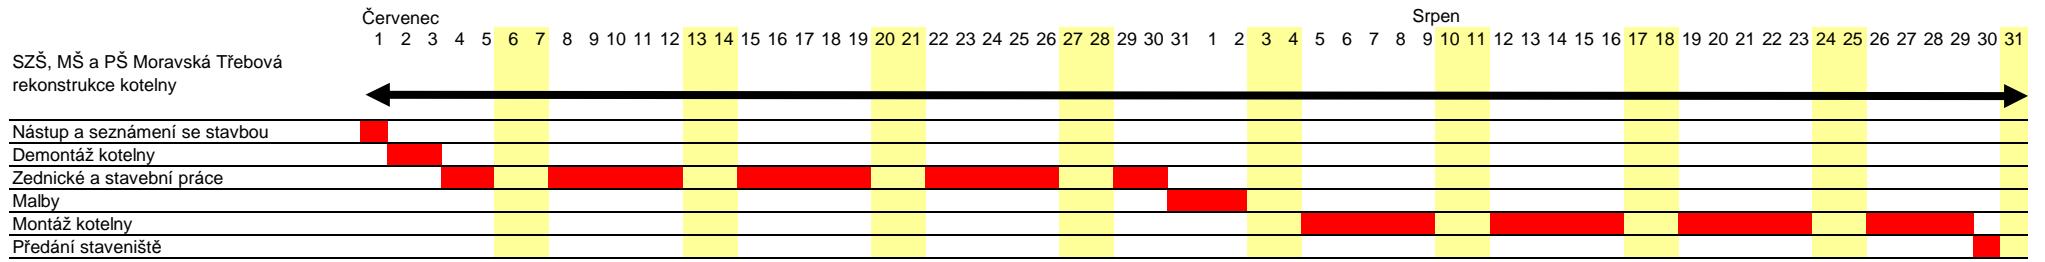 Červenec Srpen
1 2 3 4 5 6 7 8 9 10 11 12 13 14 15 16 17 18 19 20 21 22 23 24 25 26 27 28 29 30 31 1 2 3 4 5 6 7 8 9 10 11 12 13 14 15 16 17 18 19 20 21 22 23 24 25 26 27 28 29 30 31
SZŠ, MŠ a PŠ Moravská Třebová
rekonstrukce kotelny
Nástup a seznámení se stavbou
Demontáž kotelny
Zednické a stavební práce
Malby
Montáž kotelny
Předání staveniště